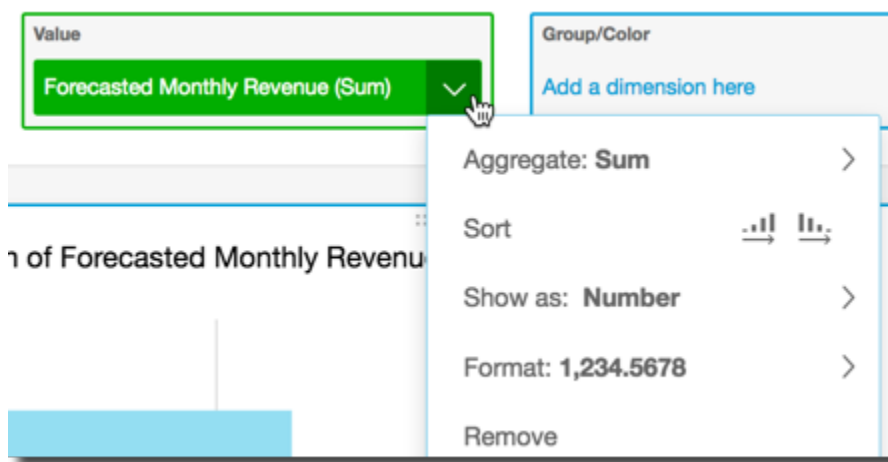 Value
Forecasted Monthly Revenue (Sum)
Group/Color
Add a dimension here
Aggregate: Sum
Sort
Show as: Number
Format: 1,234.5678
Remove
of Forecasted Monthly